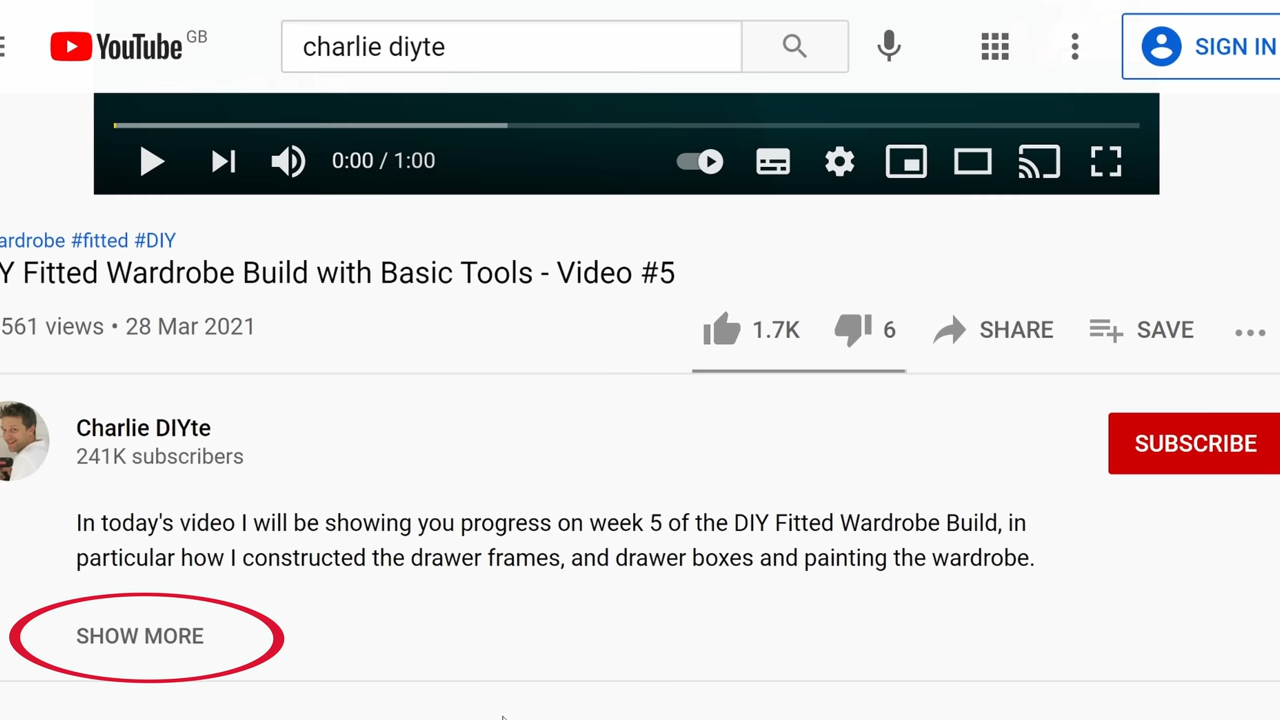 YouTube GB
charlie diyte
SIGN IN
0:00 / 1:00
ardrobe #fitted #DIY
Y Fitted Wardrobe Build with Basic Tools - Video #5
561 views • 28 Mar 2021
1.7K
6
SHARE
SAVE
Charlie DIYte
241K subscribers
SUBSCRIBE
In today's video I will be showing you progress on week 5 of the DIY Fitted Wardrobe Build, in
particular how I constructed the drawer frames, and drawer boxes and painting the wardrobe.
SHOW MORE